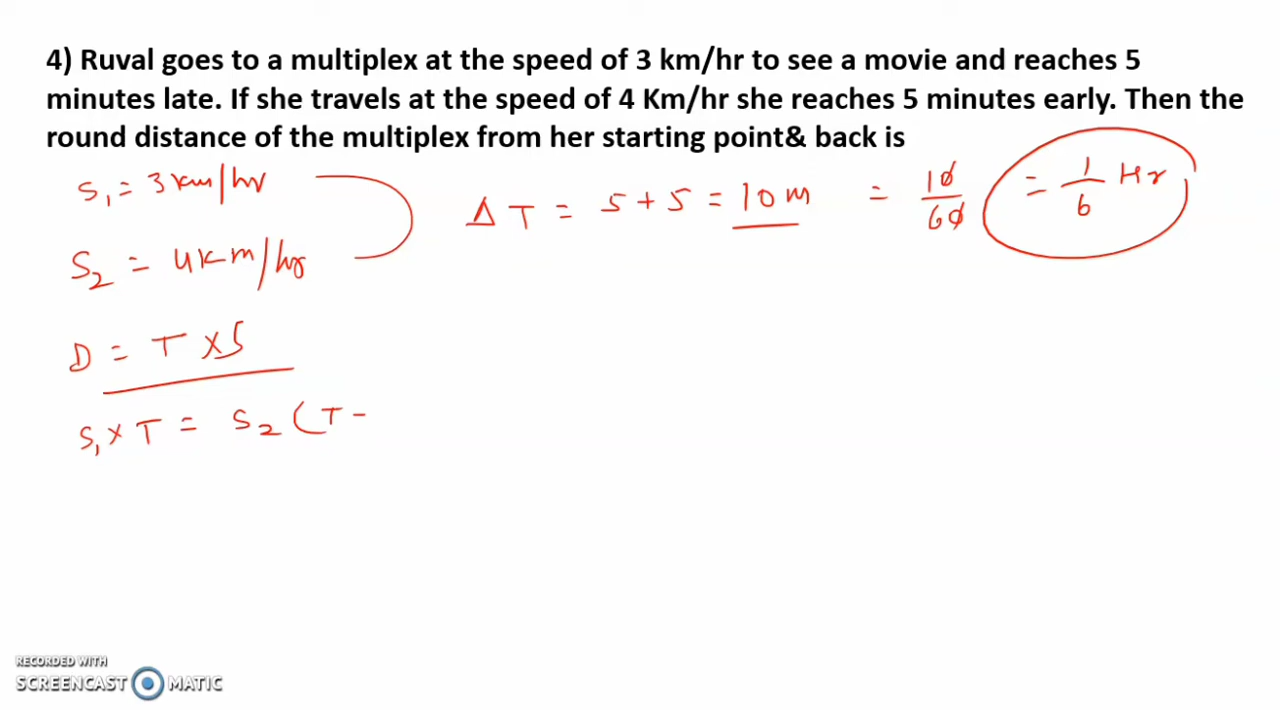 4) Ruval goes to a multiplex at the speed of 3 km/hr to see a movie and reaches 5
minutes late. If she travels at the speed of 4 Km/hr she reaches 5 minutes early. Then the
round distance of the multiplex from her starting point& back is
S₁ = 3 km/hr
Δ T = 5 + 5 = 10 m = 10/60 = 1/6 Hr
S₂ = 4 km/hr
D = T × S
S₁ × T = S₂ (T -
RECORDED WITH
SCREENCAST MATIC